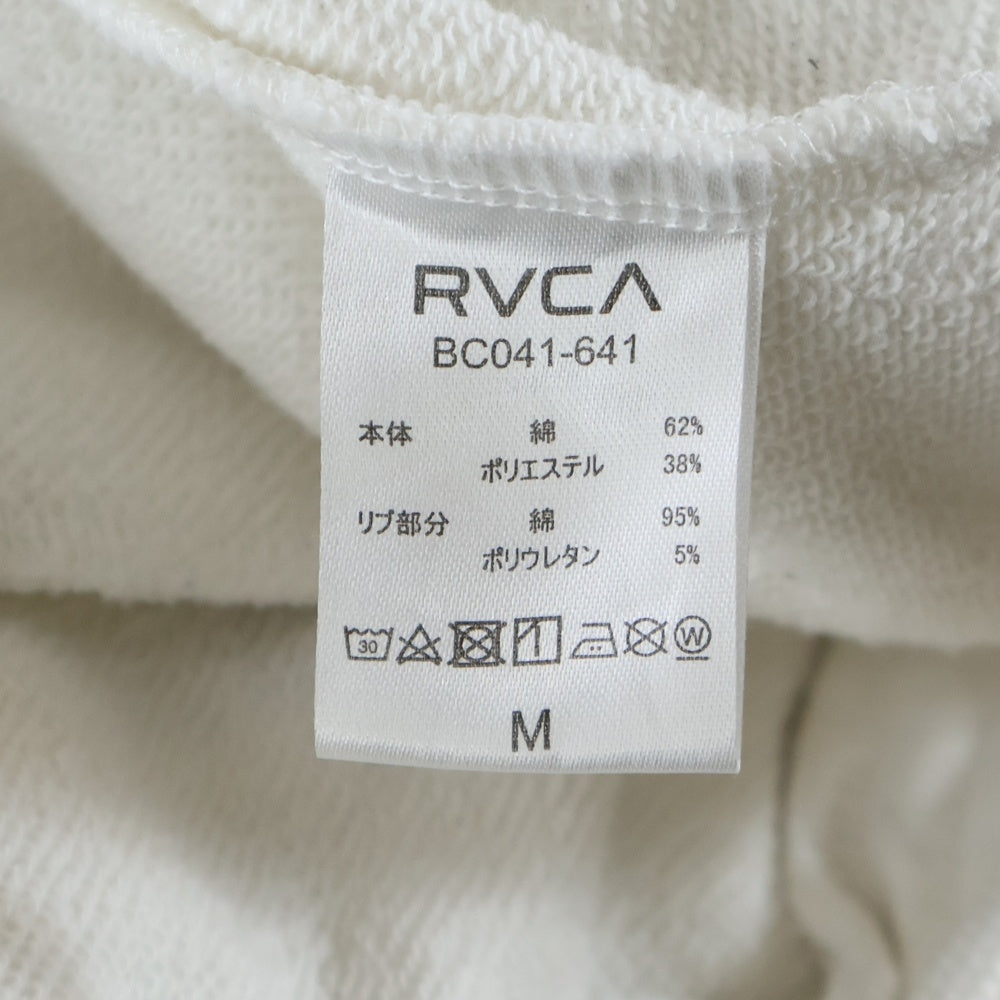 RVCA
BC041-641
本体 綿 62%
ポリエステル 38%
リブ部分 綿 95%
ポリウレタン 5%
30 W
M